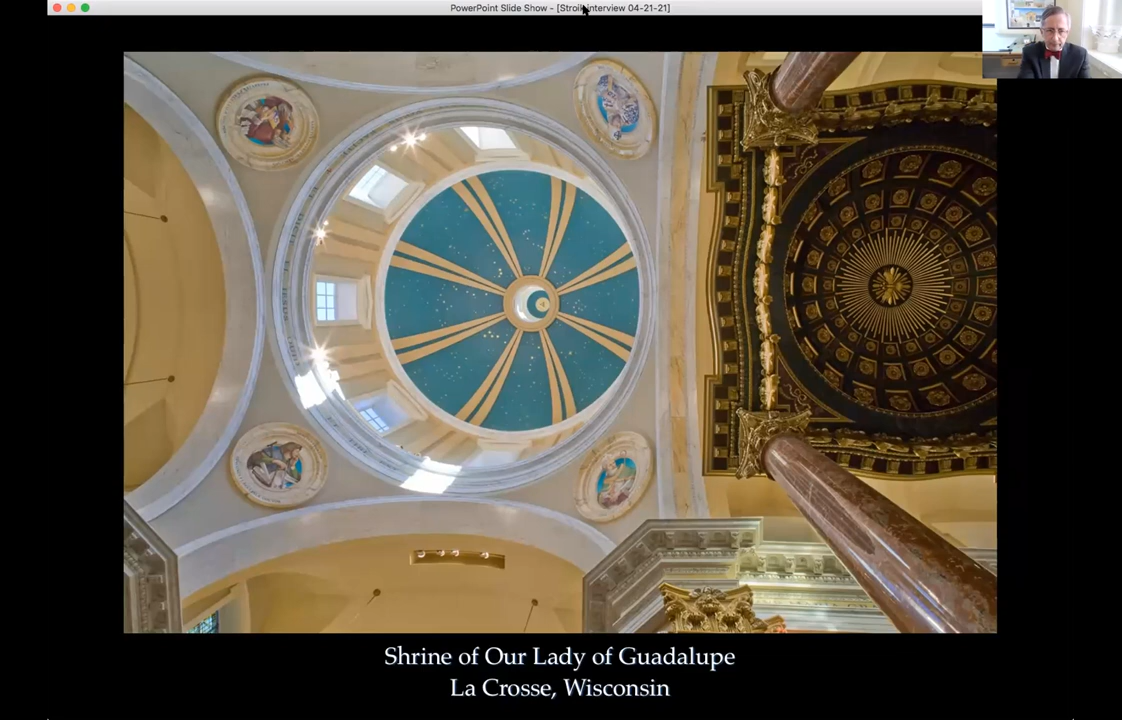 PowerPoint Slide Show - [Stroik interview 04-21-21]
Shrine of Our Lady of Guadalupe
La Crosse, Wisconsin